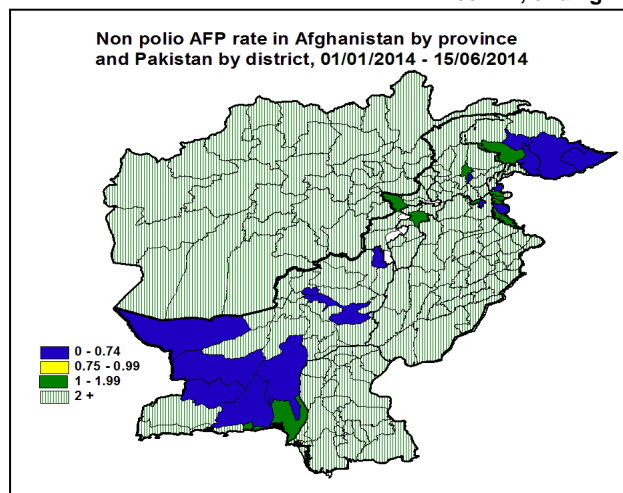 Non polio AFP rate in Afghanistan by province
and Pakistan by district, 01/01/2014 - 15/06/2014
0 - 0.74
0.75 - 0.99
1 - 1.99
2 +